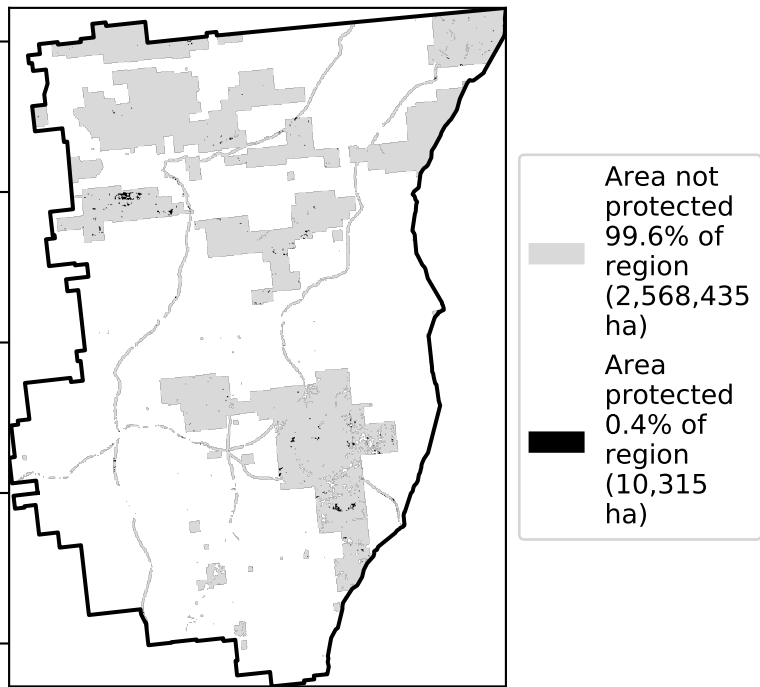 Area not
protected
99.6% of
region
(2,568,435
ha)
Area
protected
0.4% of
region
(10,315
ha)